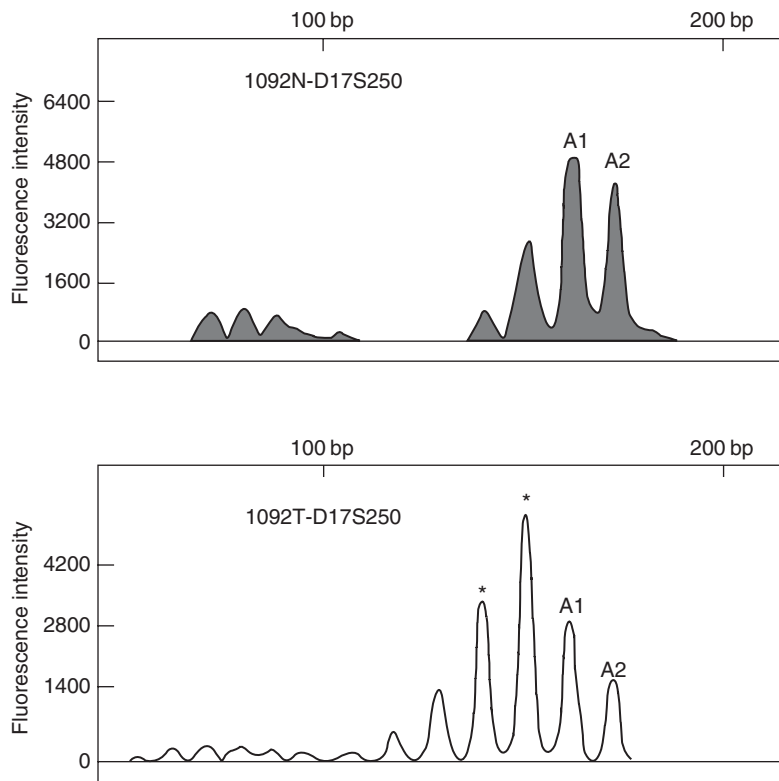 100 bp 200 bp
1092N-D17S250
Fluorescence intensity
6400
4800
3200
1600
0
A1
A2
100 bp 200 bp
1092T-D17S250
Fluorescence intensity
4200
2800
1400
0
*
*
A1
A2